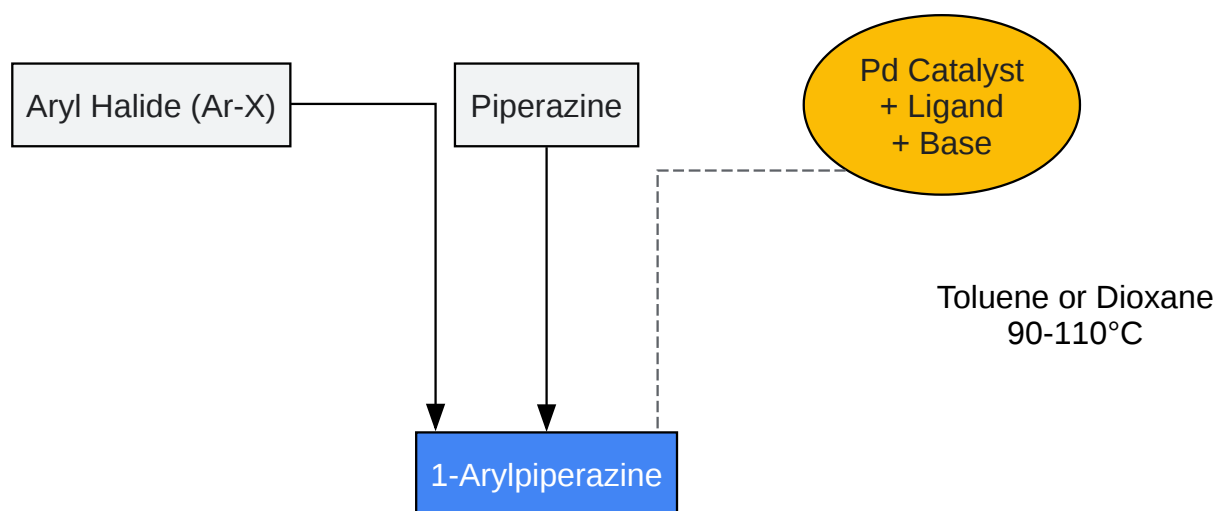 Aryl Halide (Ar-X)
Piperazine
Pd Catalyst
+ Ligand
+ Base
Toluene or Dioxane
90-110°C
1-Arylpiperazine